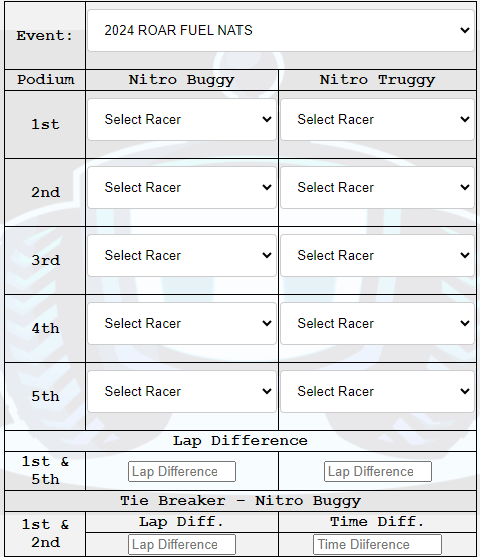 Event: 2024 ROAR FUEL NATS
Podium Nitro Buggy Nitro Truggy
1st Select Racer Select Racer
2nd Select Racer Select Racer
3rd Select Racer Select Racer
4th Select Racer Select Racer
5th Select Racer Select Racer
Lap Difference
1st &
5th Lap Difference Lap Difference
Tie Breaker - Nitro Buggy
1st & Lap Diff. Time Diff.
2nd Lap Difference Time Diifference